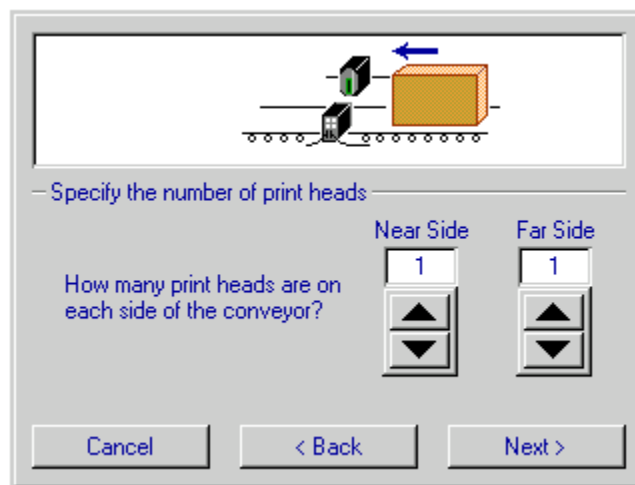 Specify the number of print heads
Near Side Far Side
1 1
How many print heads are on
each side of the conveyor?
Cancel < Back Next >